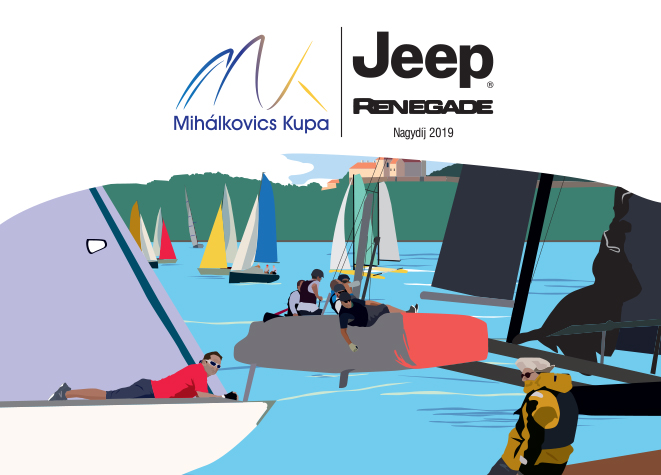 Mihálkovics Kupa
Jeep®
RENEGADE
Nagydíj 2019